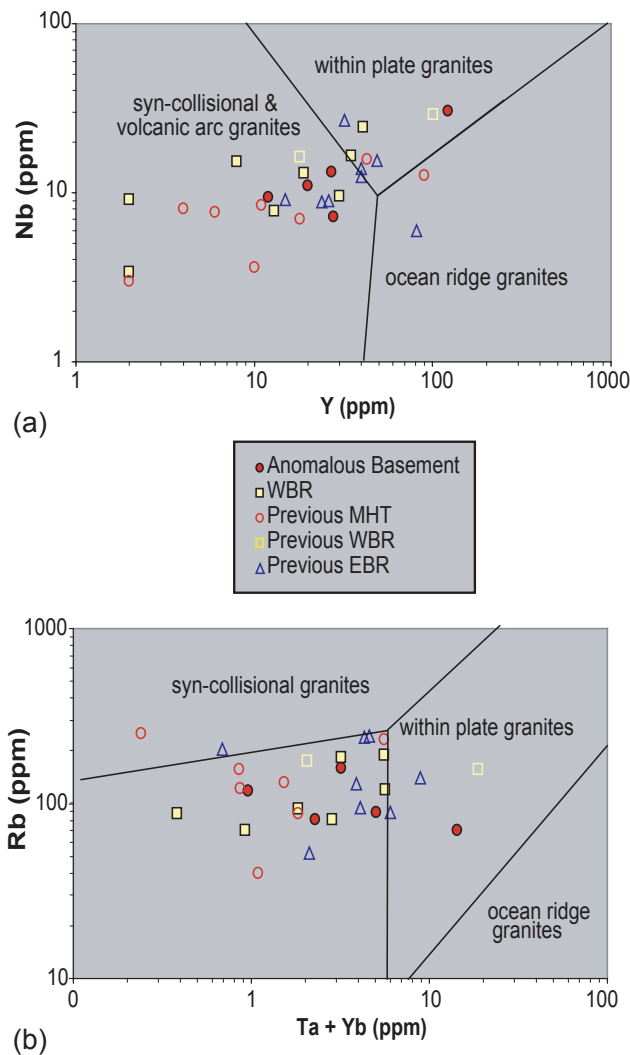 100
within plate granites
syn-collisional &
volcanic arc granites
Nb (ppm)
10
ocean ridge granites
1
1
10
100
1000
Y (ppm)
(a)
Anomalous Basement
WBR
Previous MHT
Previous WBR
Previous EBR
1000
syn-collisional granites
within plate granites
Rb (ppm)
100
ocean ridge
granites
10
0
1
10
100
Ta + Yb (ppm)
(b)